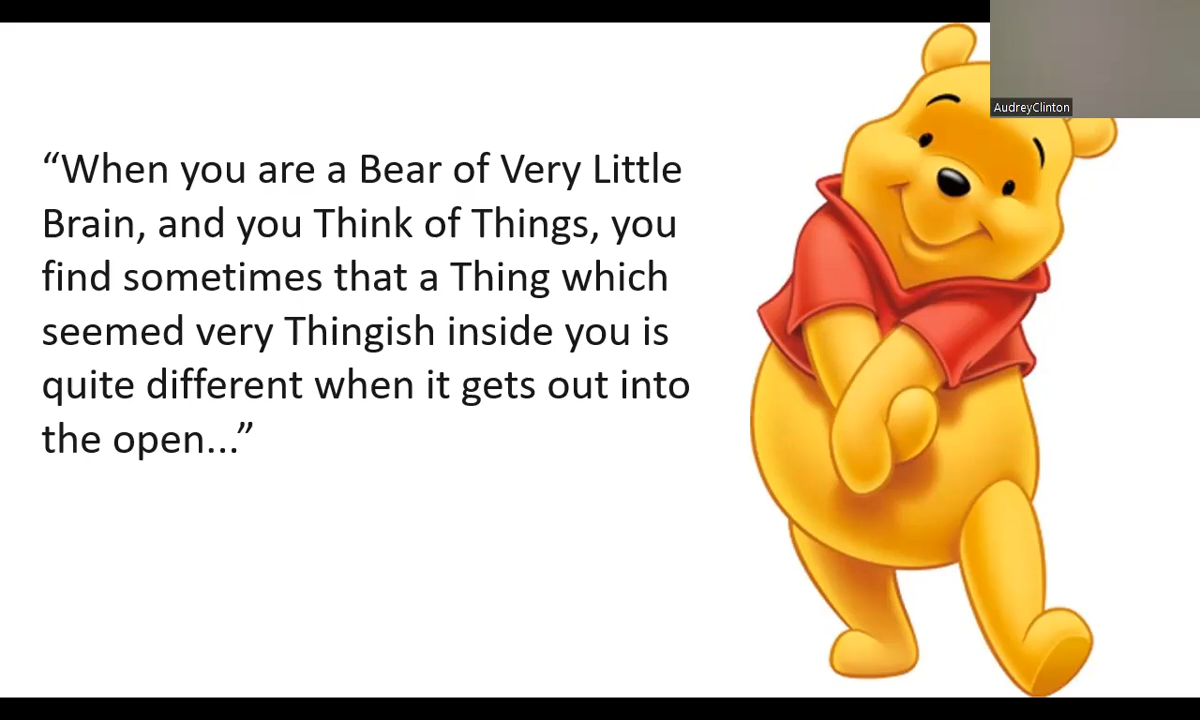 “When you are a Bear of Very Little
Brain, and you Think of Things, you
find sometimes that a Thing which
seemed very Thingish inside you is
quite different when it gets out into
the open...”
AudreyClinton